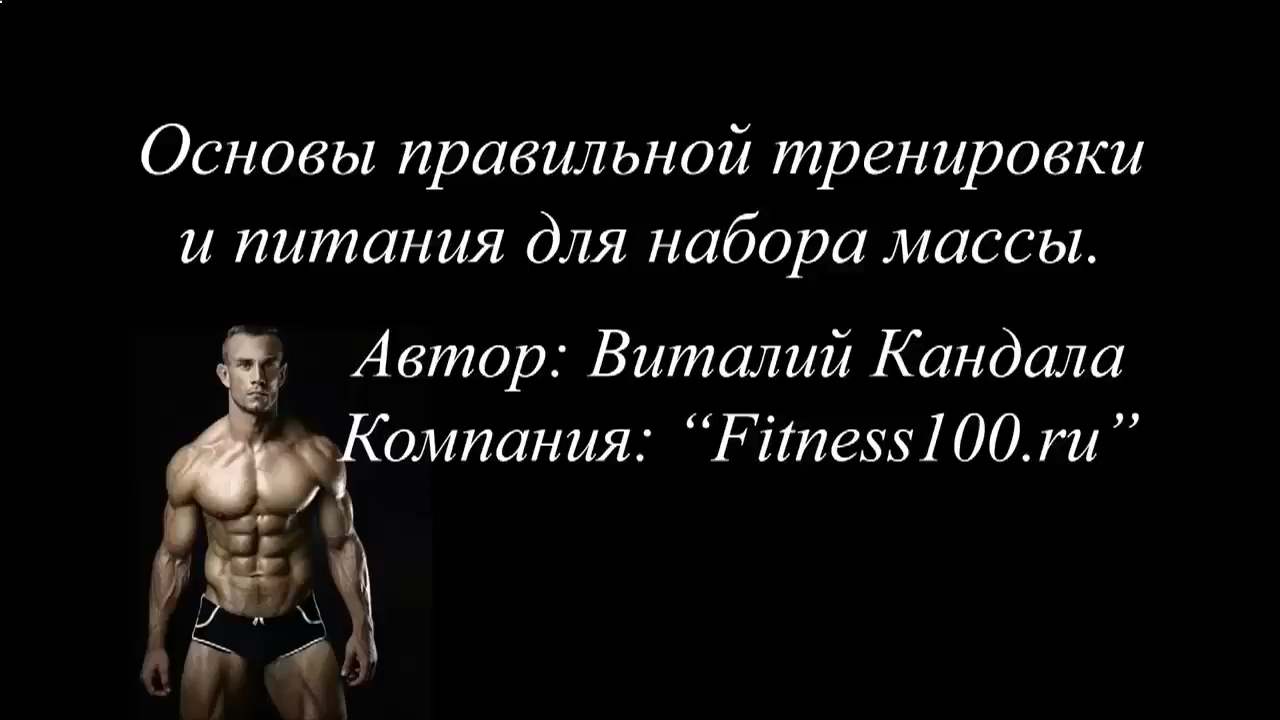 Основы правильной тренировки
и питания для набора массы.
Автор: Виталий Кандала
Компания: “Fitness100.ru”